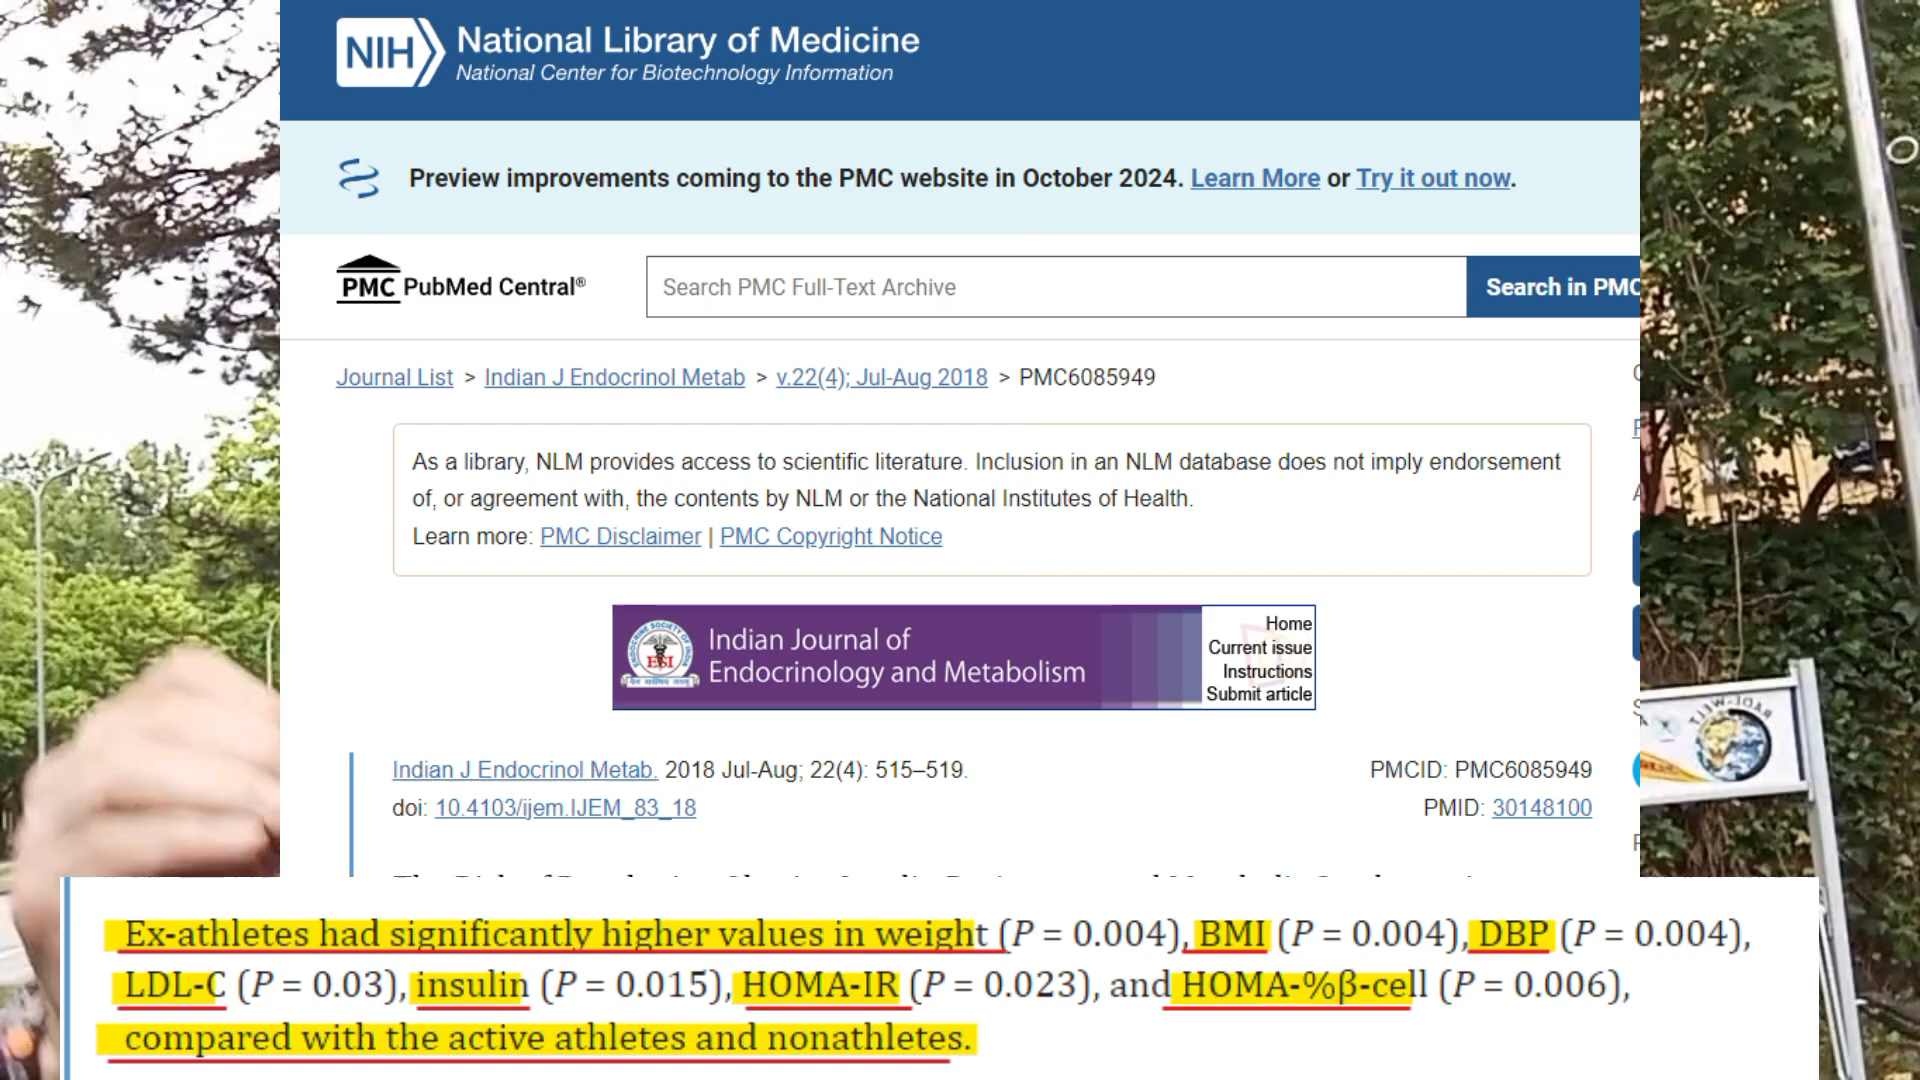 NIH
National Library of Medicine
National Center for Biotechnology Information
Preview improvements coming to the PMC website in October 2024. Learn More or Try it out now.
PMC PubMed Central®
Search PMC Full-Text Archive
Search in PMC
Journal List > Indian J Endocrinol Metab > v.22(4); Jul-Aug 2018 > PMC6085949
As a library, NLM provides access to scientific literature. Inclusion in an NLM database does not imply endorsement
of, or agreement with, the contents by NLM or the National Institutes of Health.
Learn more: PMC Disclaimer | PMC Copyright Notice
ESI
Indian Journal of
Endocrinology and Metabolism
Home
Current issue
Instructions
Submit article
Indian J Endocrinol Metab. 2018 Jul-Aug; 22(4): 515–519.
doi: 10.4103/ijem.IJEM_83_18
PMCID: PMC6085949
PMID: 30148100
Ex-athletes had significantly higher values in weight (P = 0.004), BMI (P = 0.004), DBP (P = 0.004),
LDL-C (P = 0.03), insulin (P = 0.015), HOMA-IR (P = 0.023), and HOMA-%β-cell (P = 0.006),
compared with the active athletes and nonathletes.